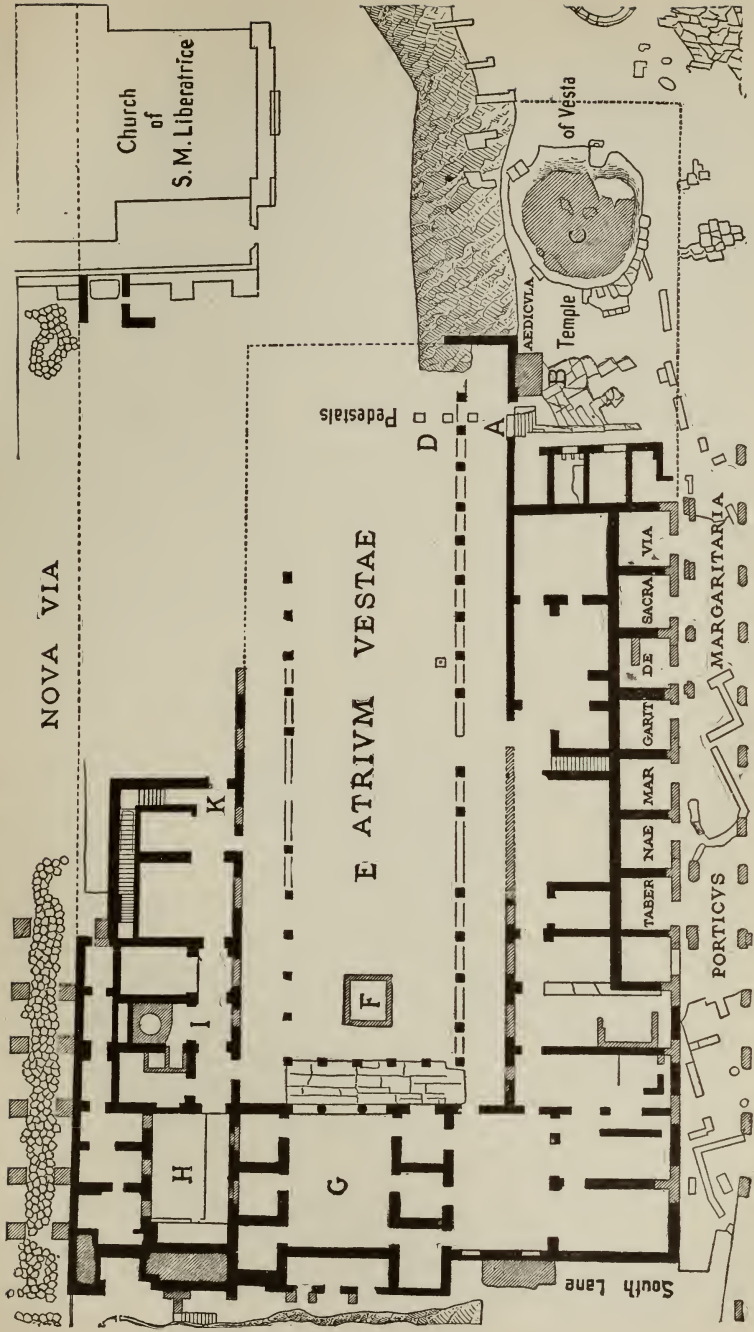 Church
of
S. M. Liberatrice
NOVA VIA
of Vesta
C
Temple
AEDICVLA
B
Pedestals
D
A
E ATRIVM VESTAE
K
F
I
H
G
TABER NAE MAR GARIT DE SACRA VIA
PORTICVS MARGARITARIA
South Lane